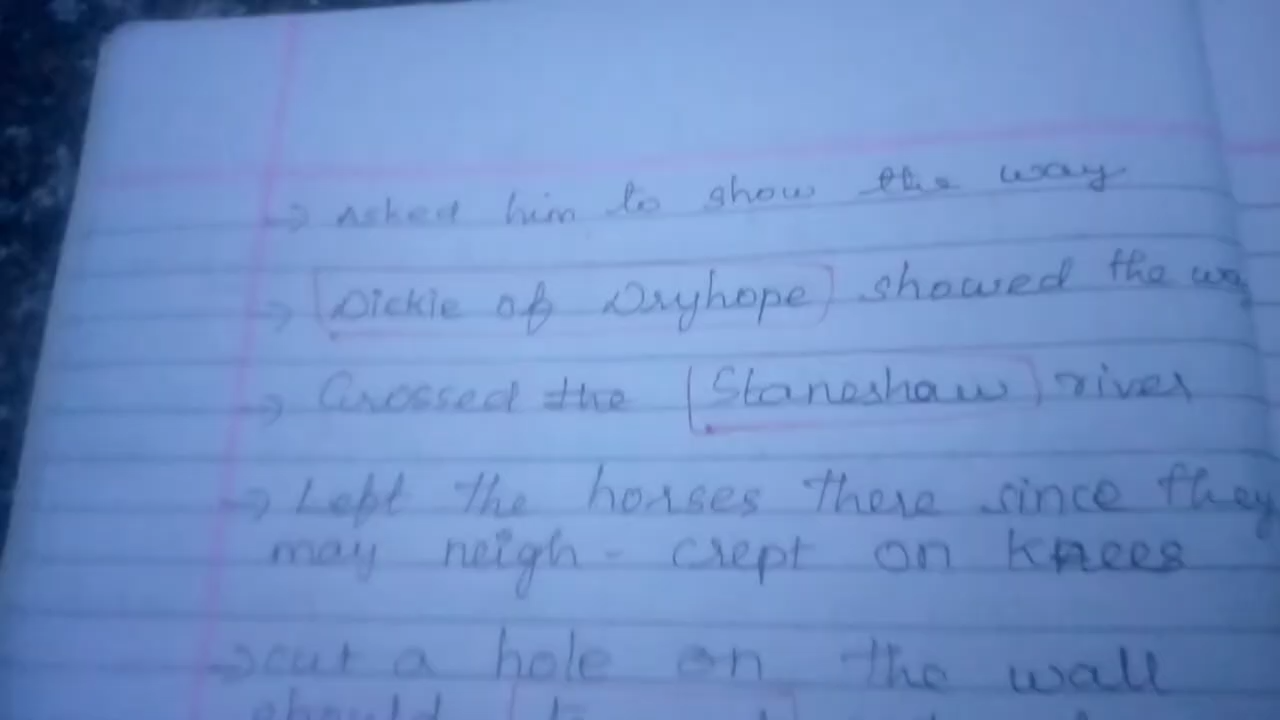 → Asked him to show the way
→ Dickie of Dryhope showed the way
→ Crossed the Staneshaw river
→ Left the horses there since they
may neigh - crept on knees
→ cut a hole on the wall
should